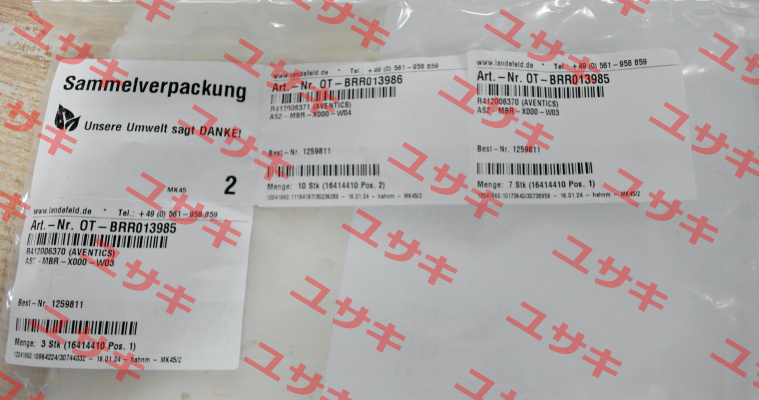 Sammelverpackung
Unsere Umwelt sagt DANKE!
MK45
2
www.landefeld.de * Tel.: +49 (0) 561-958 859
Art.-Nr. OT-BRR013986
R412006371 (AVENTICS)
AS2-MBR-X000-W04
Best-Nr. 1259811
Menge: 10 Stk (16414410 Pos. 2)
www.landefeld.de * Tel.: +49 (0) 561-958 859
Art.-Nr. OT-BRR013985
R412006370 (AVENTICS)
AS2-MBR-X000-W03
Best-Nr. 1259811
Menge: 7 Stk (16414410 Pos. 1)
www.landefeld.de * Tel.: +49 (0) 561-958 859
Art.-Nr. OT-BRR013985
R412006370 (AVENTICS)
AS2-MBR-X000-W03
Best-Nr. 1259811
Menge: 3 Stk (16414410 Pos. 1)
12041660:10984224/30744332 - 16.01.24 - hahnm - MK45/2
ユサキ